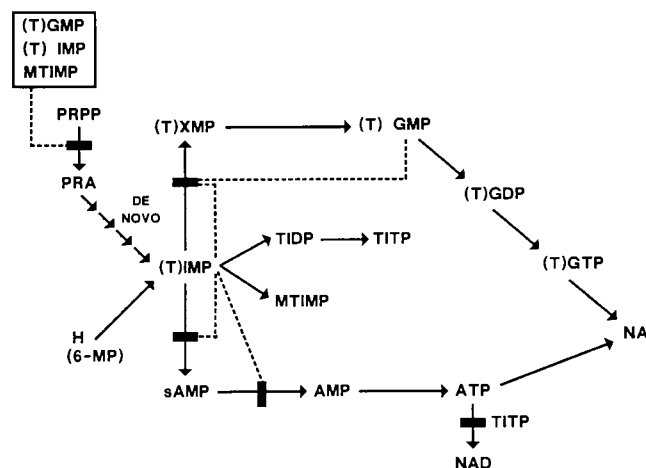 (T)GMP
(T) IMP
MTIMP
PRPP
(T)XMP
(T) GMP
PRA
DE
NOVO
(T)GDP
TIDP
TITP
(T)IMP
(T)GTP
MTIMP
H
(6-MP)
NA
sAMP
AMP
ATP
TITP
NAD